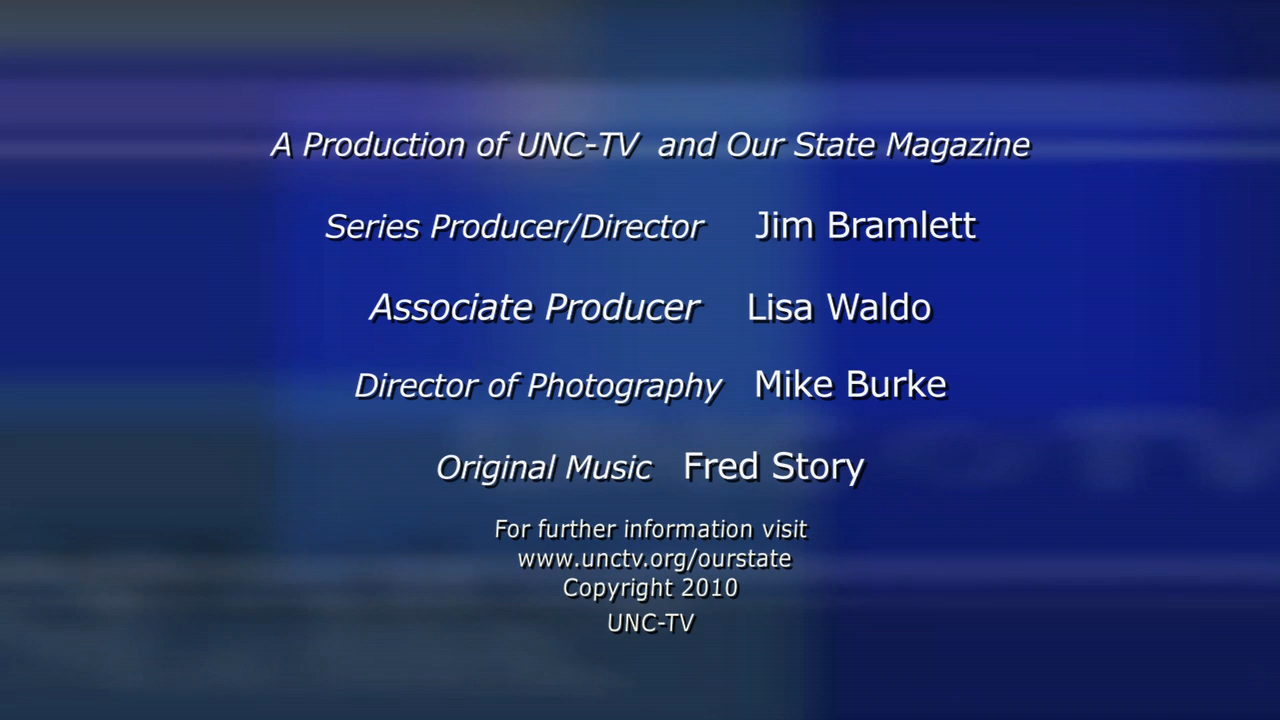 A Production of UNC-TV and Our State Magazine
Series Producer/Director Jim Bramlett
Associate Producer Lisa Waldo
Director of Photography Mike Burke
Original Music Fred Story
For further information visit
www.unctv.org/ourstate
Copyright 2010
UNC-TV